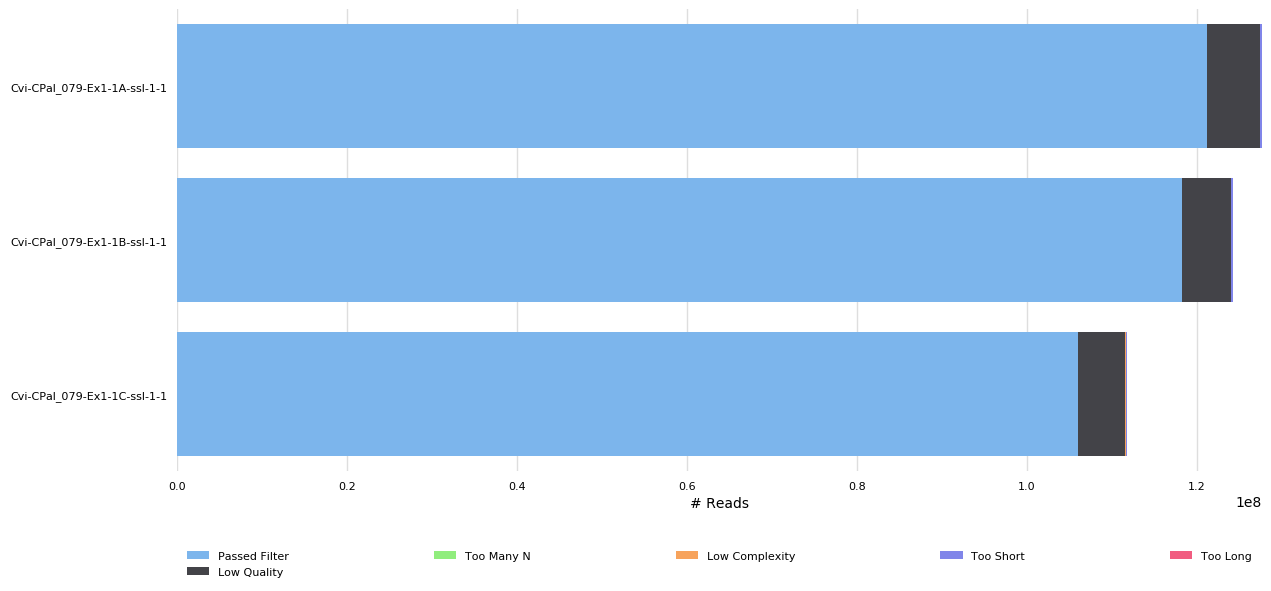 Cvi-CPal_079-Ex1-1A-ssl-1-1
Cvi-CPal_079-Ex1-1B-ssl-1-1
Cvi-CPal_079-Ex1-1C-ssl-1-1
0.0 0.2 0.4 0.6 0.8 1.0 1.2
# Reads 1e8
Passed Filter Too Many N Low Complexity Too Short Too Long
Low Quality